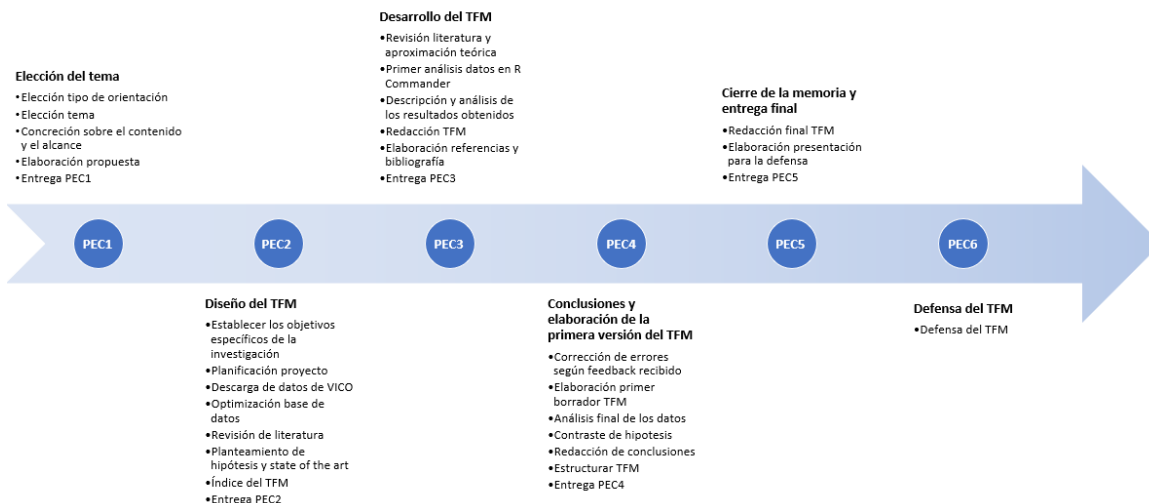 Elección del tema
•Elección tipo de orientación
•Elección tema
•Concreción sobre el contenido
y el alcance
•Elaboración propuesta
•Entrega PEC1
Desarrollo del TFM
•Revisión literatura y
aproximación teórica
•Primer análisis datos en R
Commander
•Descripción y análisis de
los resultados obtenidos
•Redacción TFM
•Elaboración referencias y
bibliografía
•Entrega PEC3
Cierre de la memoria y
entrega final
•Redacción final TFM
•Elaboración presentación
para la defensa
•Entrega PEC5
PEC1
PEC2
PEC3
PEC4
PEC5
PEC6
Diseño del TFM
•Establecer los objetivos
específicos de la
investigación
•Planificación proyecto
•Descarga de datos de VICO
•Optimización base de
datos
•Revisión de literatura
•Planteamiento de
hipótesis y state of the art
•Índice del TFM
•Entrega PEC2
Conclusiones y
elaboración de la
primera versión del TFM
•Corrección de errores
según feedback recibido
•Elaboración primer
borrador TFM
•Análisis final de los datos
•Contraste de hipotesis
•Redacción de conclusiones
•Estructurar TFM
•Entrega PEC4
Defensa del TFM
•Defensa del TFM